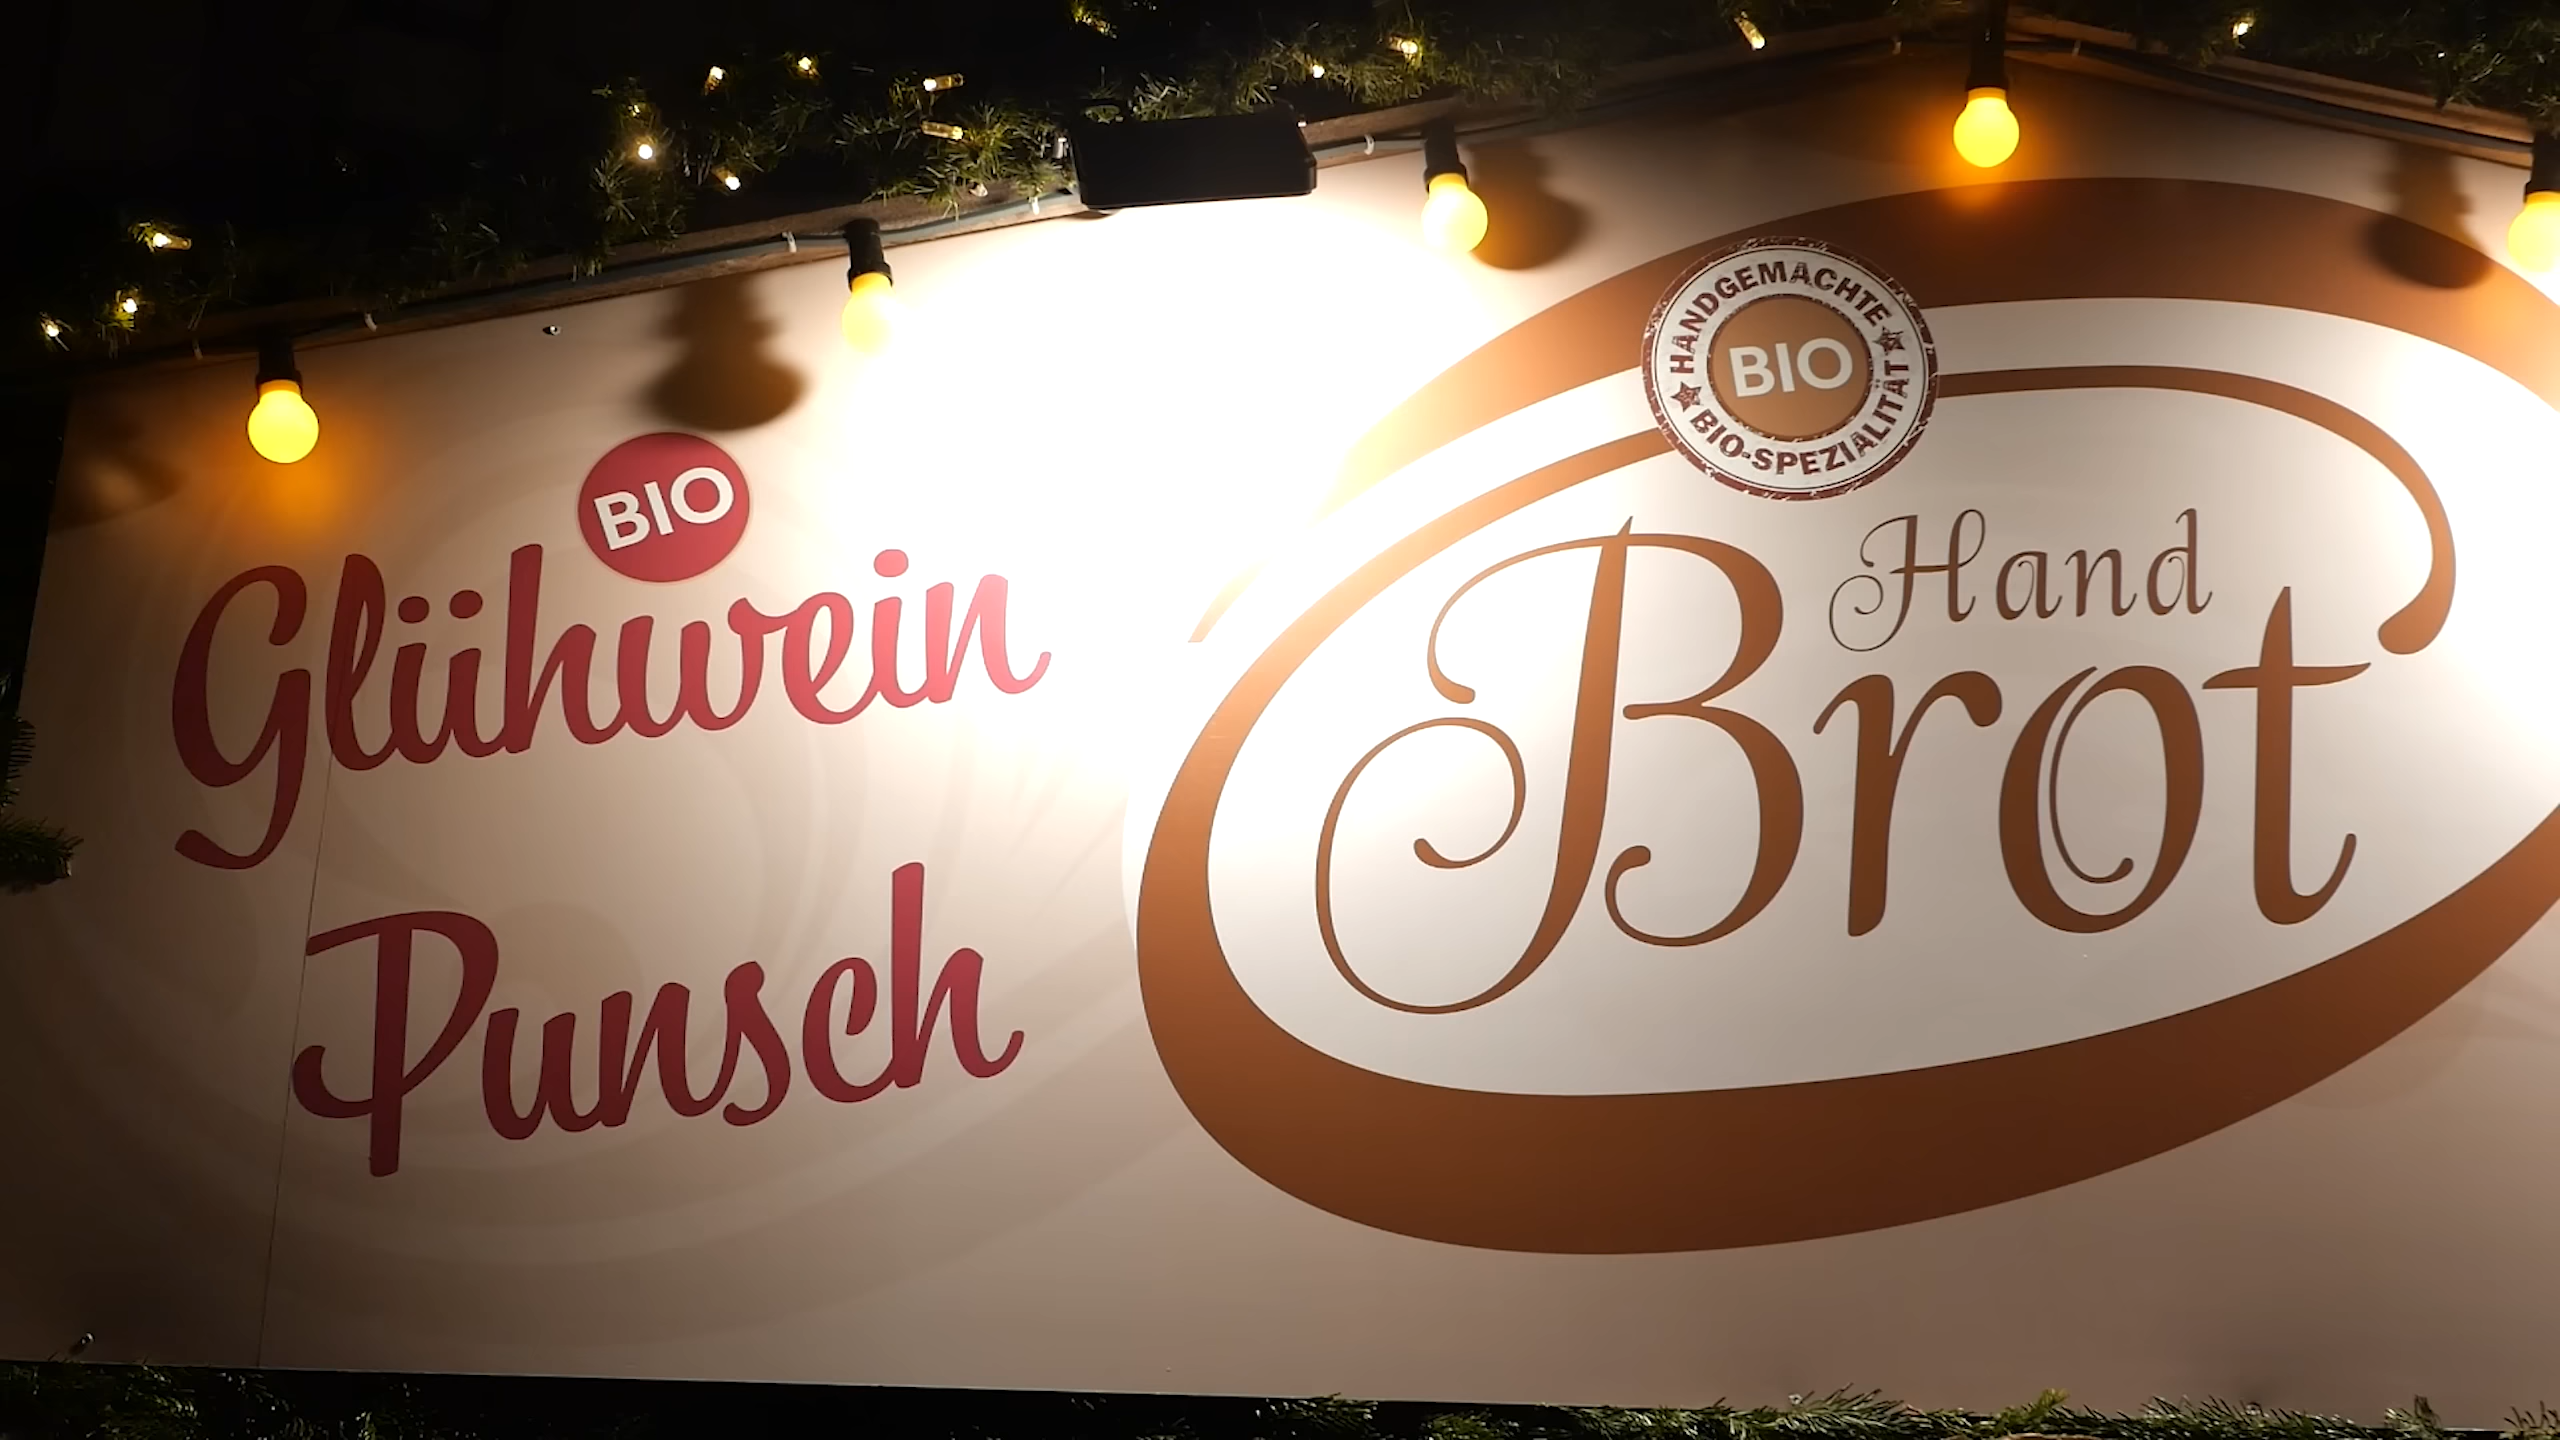 BIO
Glühwein
Punsch
HANDGEMACHTE
BIO
BIO-SPEZIALITÄT
Hand
Brot